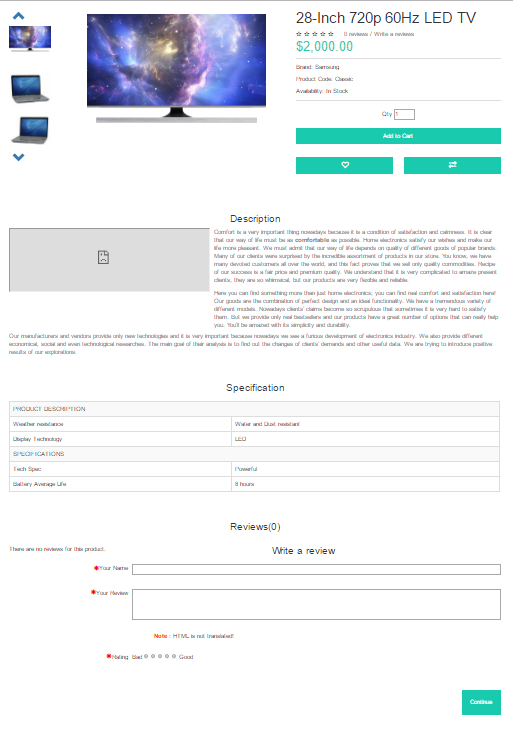 28-Inch 720p 60Hz LED TV
0 reviews / Write a reviews
$2,000.00
Brand: Samsung
Product Code: Classic
Availability: In Stock
Qty 1
Add to Cart
Description
Comfort is a very important thing nowadays because it is a condition of satisfaction and calmness. It is clear
that our way of life must be as comfortable as possible. Home electronics satisfy our wishes and make our
life more pleasant. We must admit that our way of life depends on quality of different goods of popular brands.
Many of our clients were surprised by the incredible assortment of products in our store. You know, we have
many devoted customers all over the world, and this fact proves that we sell only quality commodities. Recipe
of our success is a fair price and premium quality. We understand that it is very complicated to amaze present
clients, they are so whimsical, but our products are very flexible and reliable.
Here you can find something more than just home electronics; you can find real comfort and satisfaction here!
Our goods are the combination of perfect design and an ideal functionality. We have a tremendous variety of
different models. Nowadays clients' claims become so scrupulous that sometimes it is very hard to satisfy
them. But we provide only real bestsellers and our products have a great number of options that can really help
you. You'll be amazed with its simplicity and durability.
Our manufacturers and vendors provide only new technologies and it is very important because nowadays we see a furious development of electronics industry. We also provide different
economical, social and even technological researches. The main goal of their analysis is to find out the changes of clients' demands and other useful data. We are trying to introduce positive
results of our explorations.
Specification
PRODUCT DESCRIPTION
Weather resistance Water and Dust resistant
Display Technology LED
SPECIFICATIONS
Tech Spec Powerful
Battery Average Life 8 hours
Reviews(0)
There are no reviews for this product.
Write a review
✱Your Name
✱Your Review
Note : HTML is not translated!
✱Rating Bad Good
Continue